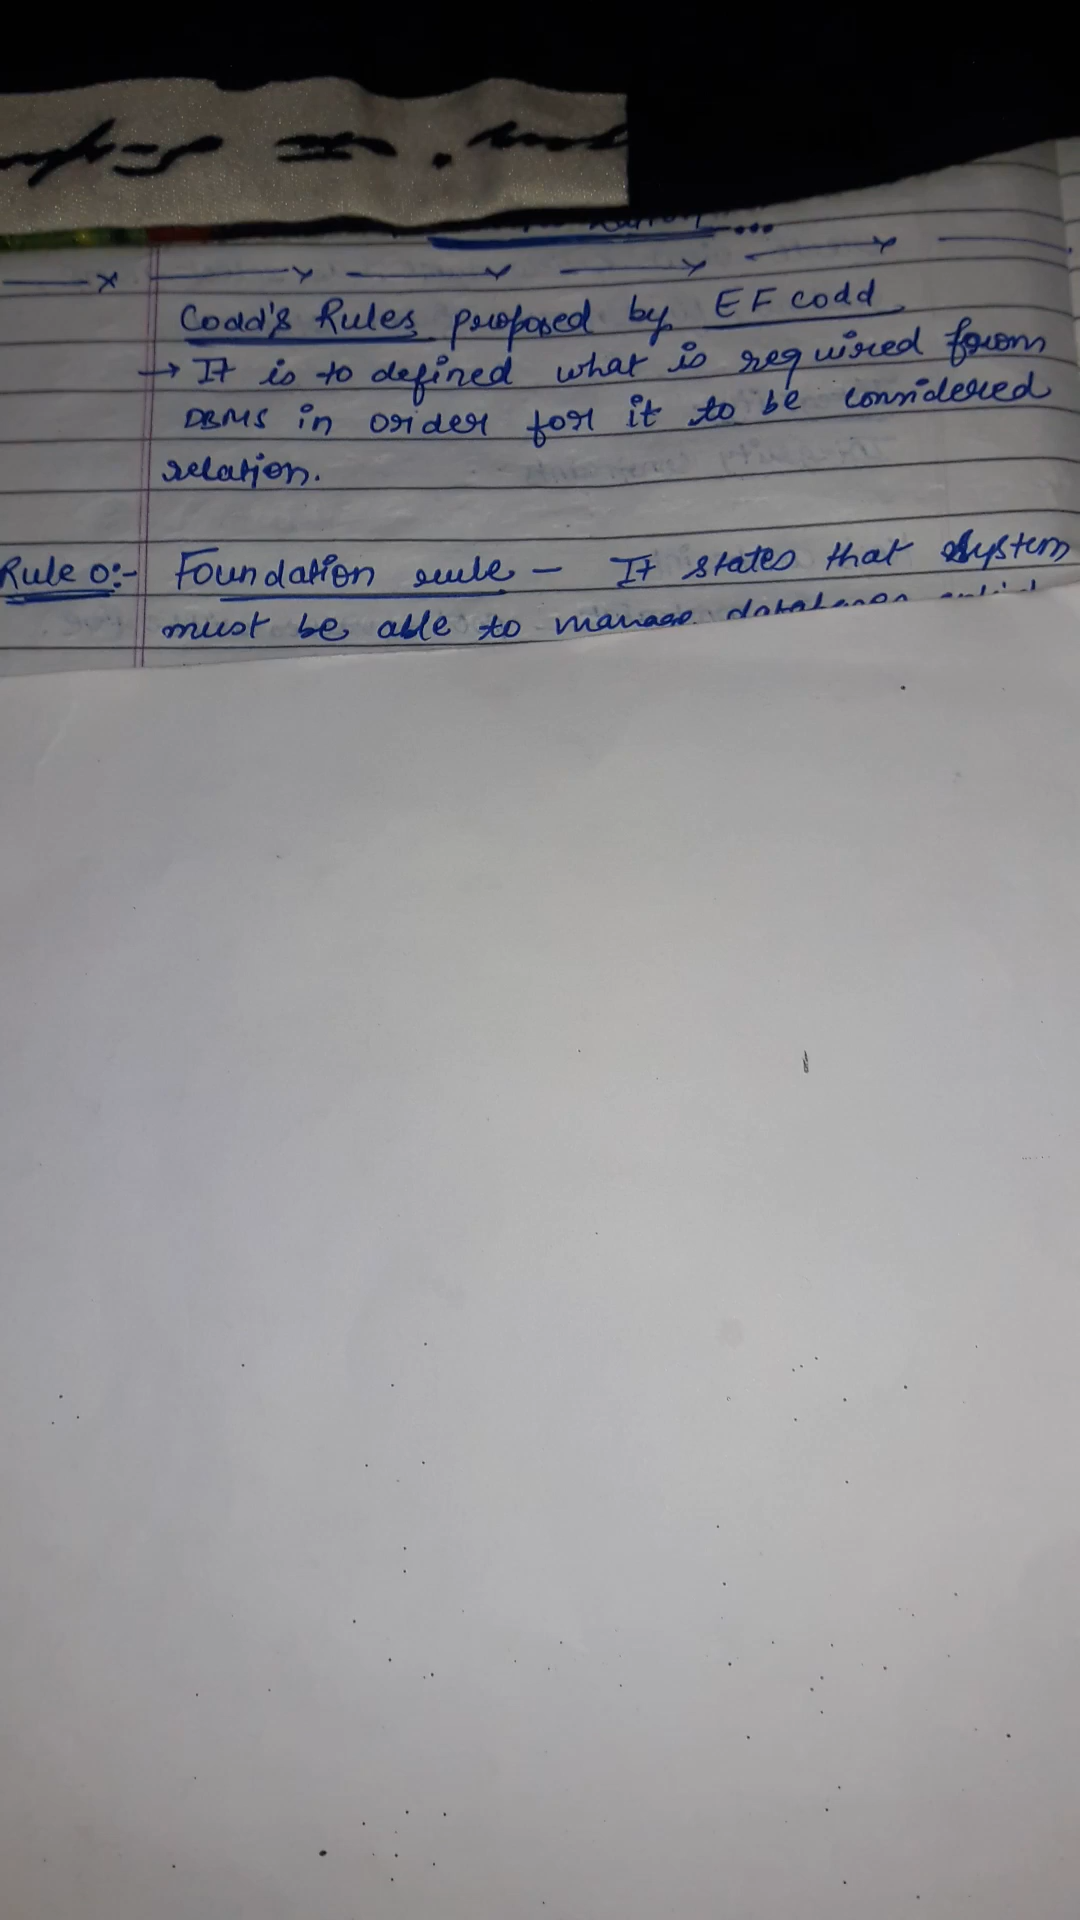 Codd's Rules proposed by EF codd
→ It is to defined what is required from
DBMS in order for it to be considered
relation.
Rule 0:- Foundation rule - It states that system
must be able to manage databases